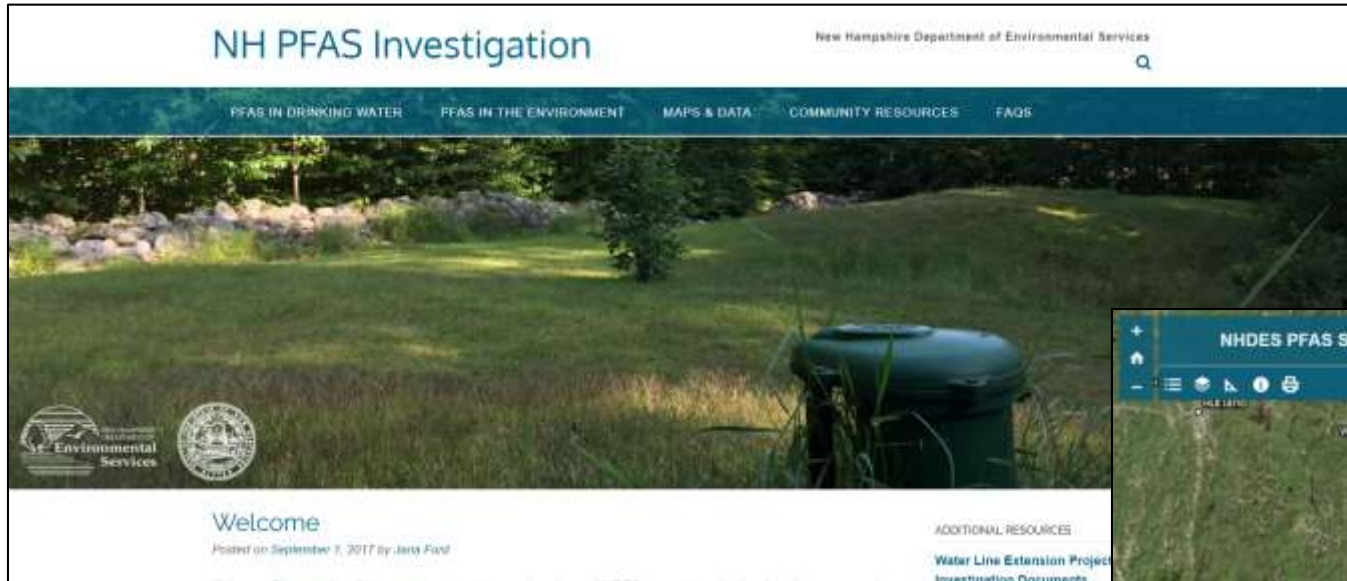 NH PFAS Investigation
New Hampshire Department of Environmental Services
PFAS IN DRINKING WATER PFAS IN THE ENVIRONMENT MAPS & DATA COMMUNITY RESOURCES FAQS
NHDES PFAS S
Environmental
Services
Welcome
Posted on September 1, 2017 by Jana Ford
ADDITIONAL RESOURCES
Water Line Extension Project
Investigation Documents